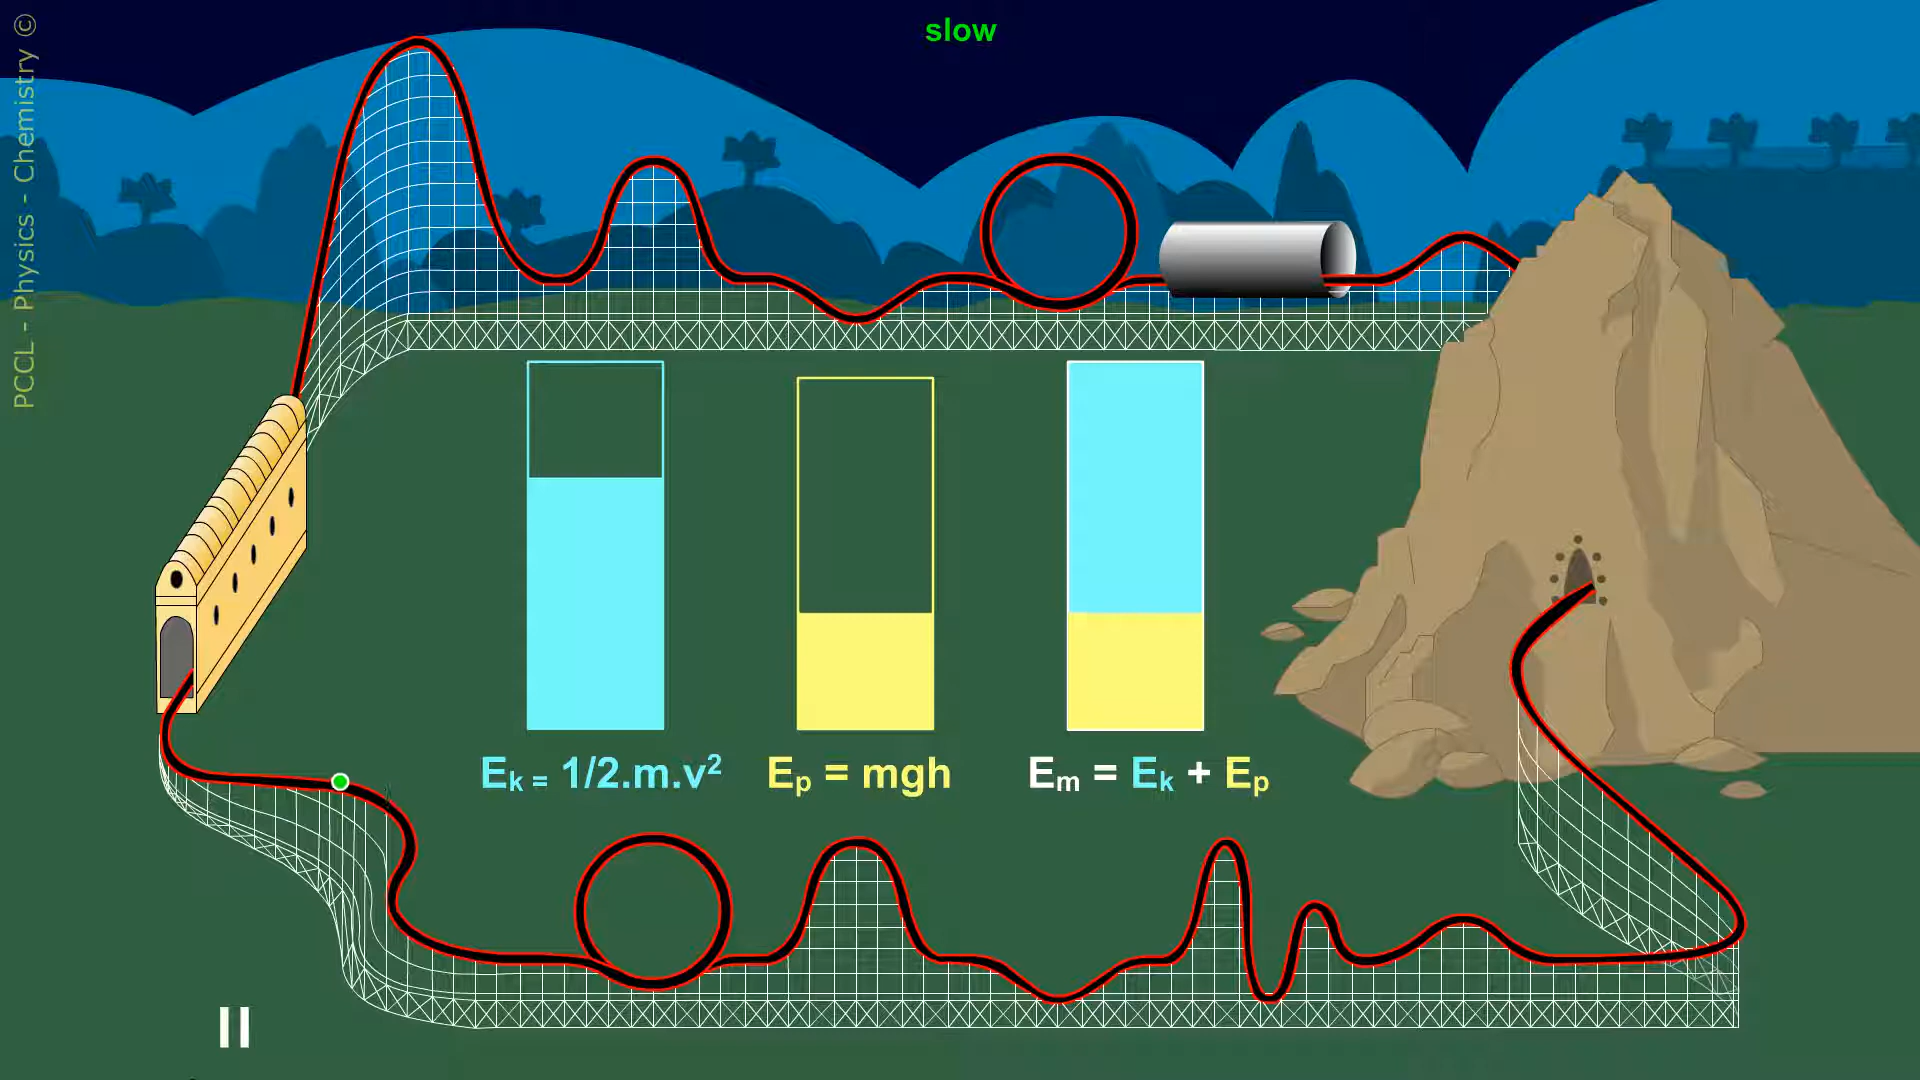 slow
PCCL - Physics - Chemistry ©
Eₖ = 1/2.m.v²
Eₚ = mgh
Eₘ = Eₖ + Eₚ